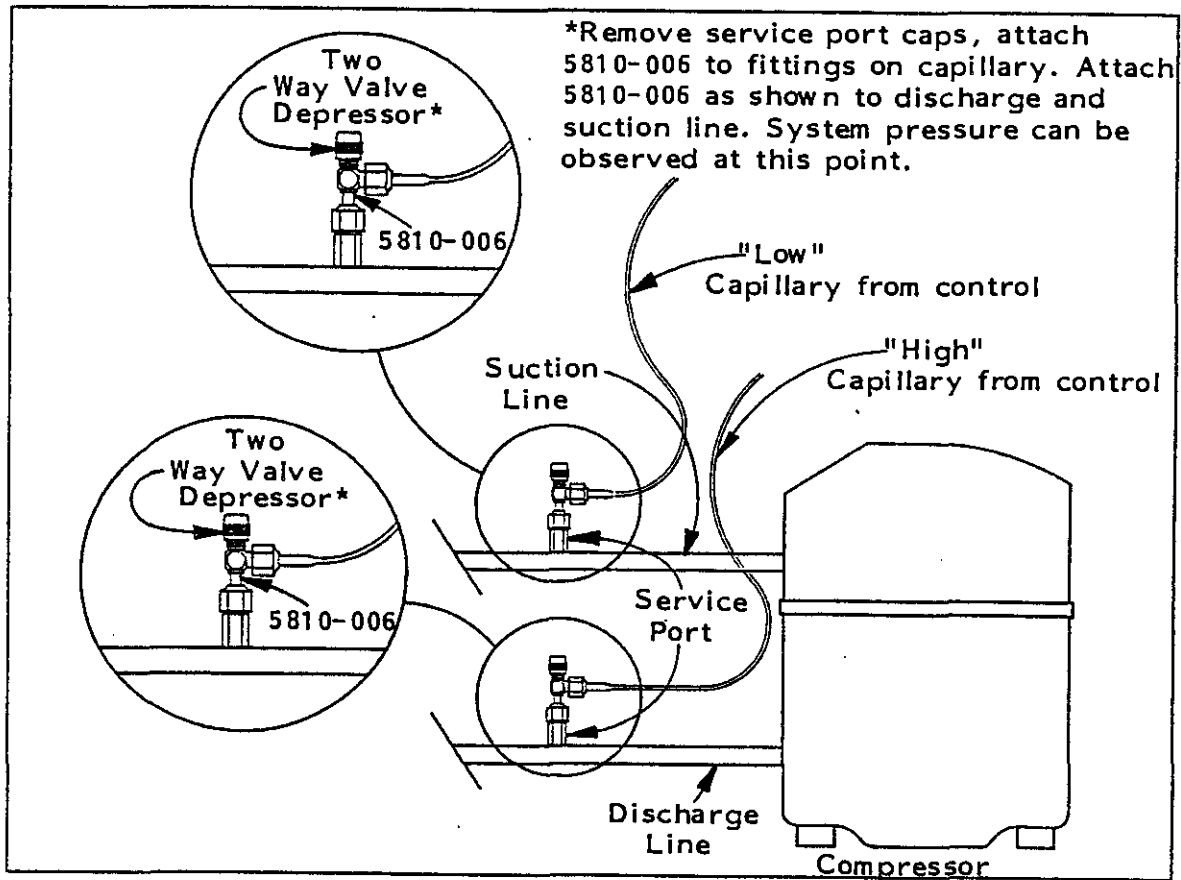 *Remove service port caps, attach
5810-006 to fittings on capillary. Attach
5810-006 as shown to discharge and
suction line. System pressure can be
observed at this point.
Two
Way Valve
Depressor*
5810-006
"Low"
Capillary from control
"High"
Capillary from control
Suction
Line
Two
Way Valve
Depressor*
5810-006
Service
Port
Discharge
Line
Compressor